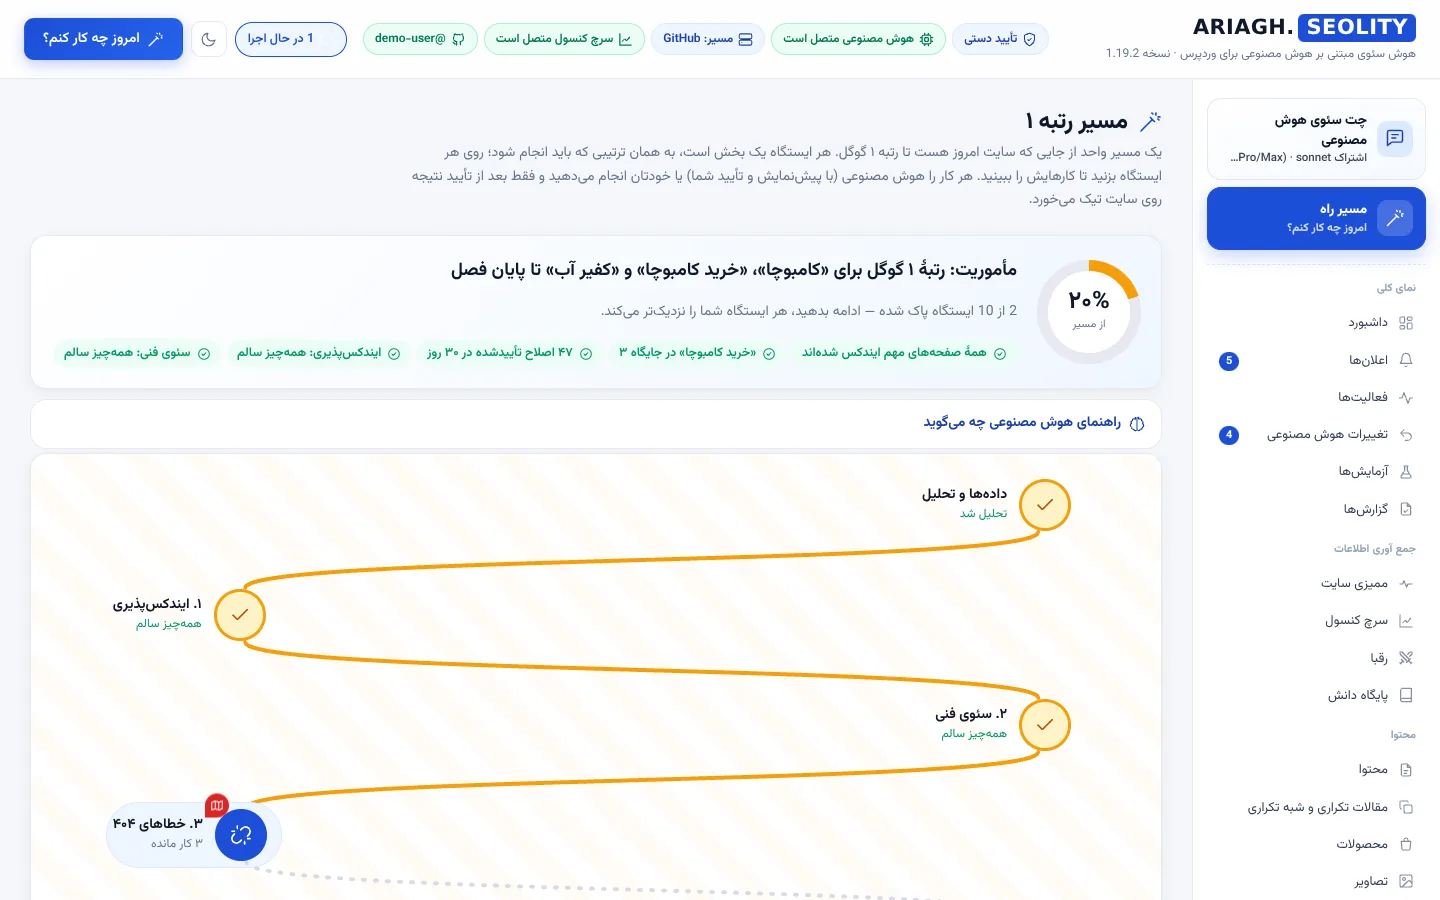 ARIAGH. SEOLITY
هوش سئوی مبتنی بر هوش مصنوعی برای وردپرس · نسخه 1.19.2
تأیید دستی
هوش مصنوعی متصل است
مسیر: GitHub
سرچ کنسول متصل است
@demo-user
1 در حال اجرا
امروز چه کار کنم؟
چت سئوی هوش مصنوعی
اشتراک Pro/Max) · sonnet…
مسیر راه
امروز چه کار کنم؟
نمای کلی
داشبورد
اعلان‌ها
5
فعالیت‌ها
تغییرات هوش مصنوعی
4
آزمایش‌ها
گزارش‌ها
جمع آوری اطلاعات
ممیزی سایت
سرچ کنسول
رقبا
پایگاه دانش
محتوا
محتوا
مقالات تکراری و شبه تکراری
محصولات
تصاویر
مسیر رتبه ۱
یک مسیر واحد از جایی که سایت امروز هست تا رتبه ۱ گوگل. هر ایستگاه یک بخش است، به همان ترتیبی که باید انجام شود؛ روی هر
ایستگاه بزنید تا کارهایش را ببینید. هر کار را هوش مصنوعی (با پیش‌نمایش و تأیید شما) یا خودتان انجام می‌دهید و فقط بعد از تأیید نتیجه
روی سایت تیک می‌خورد.
۲۰%
از مسیر
مأموریت: رتبهٔ ۱ گوگل برای «کامبوچا»، «خرید کامبوچا» و «کفیر آب» تا پایان فصل
2 از 10 ایستگاه پاک شده — ادامه بدهید، هر ایستگاه شما را نزدیک‌تر می‌کند.
همهٔ صفحه‌های مهم ایندکس شده‌اند
«خرید کامبوچا» در جایگاه ۳
۴۷ اصلاح تأییدشده در ۳۰ روز
ایندکس‌پذیری: همه‌چیز سالم
سئوی فنی: همه‌چیز سالم
راهنمای هوش مصنوعی چه می‌گوید
داده‌ها و تحلیل
تحلیل شد
۱. ایندکس‌پذیری
همه‌چیز سالم
۲. سئوی فنی
همه‌چیز سالم
۳. خطاهای ۴۰۴
۳ کار مانده